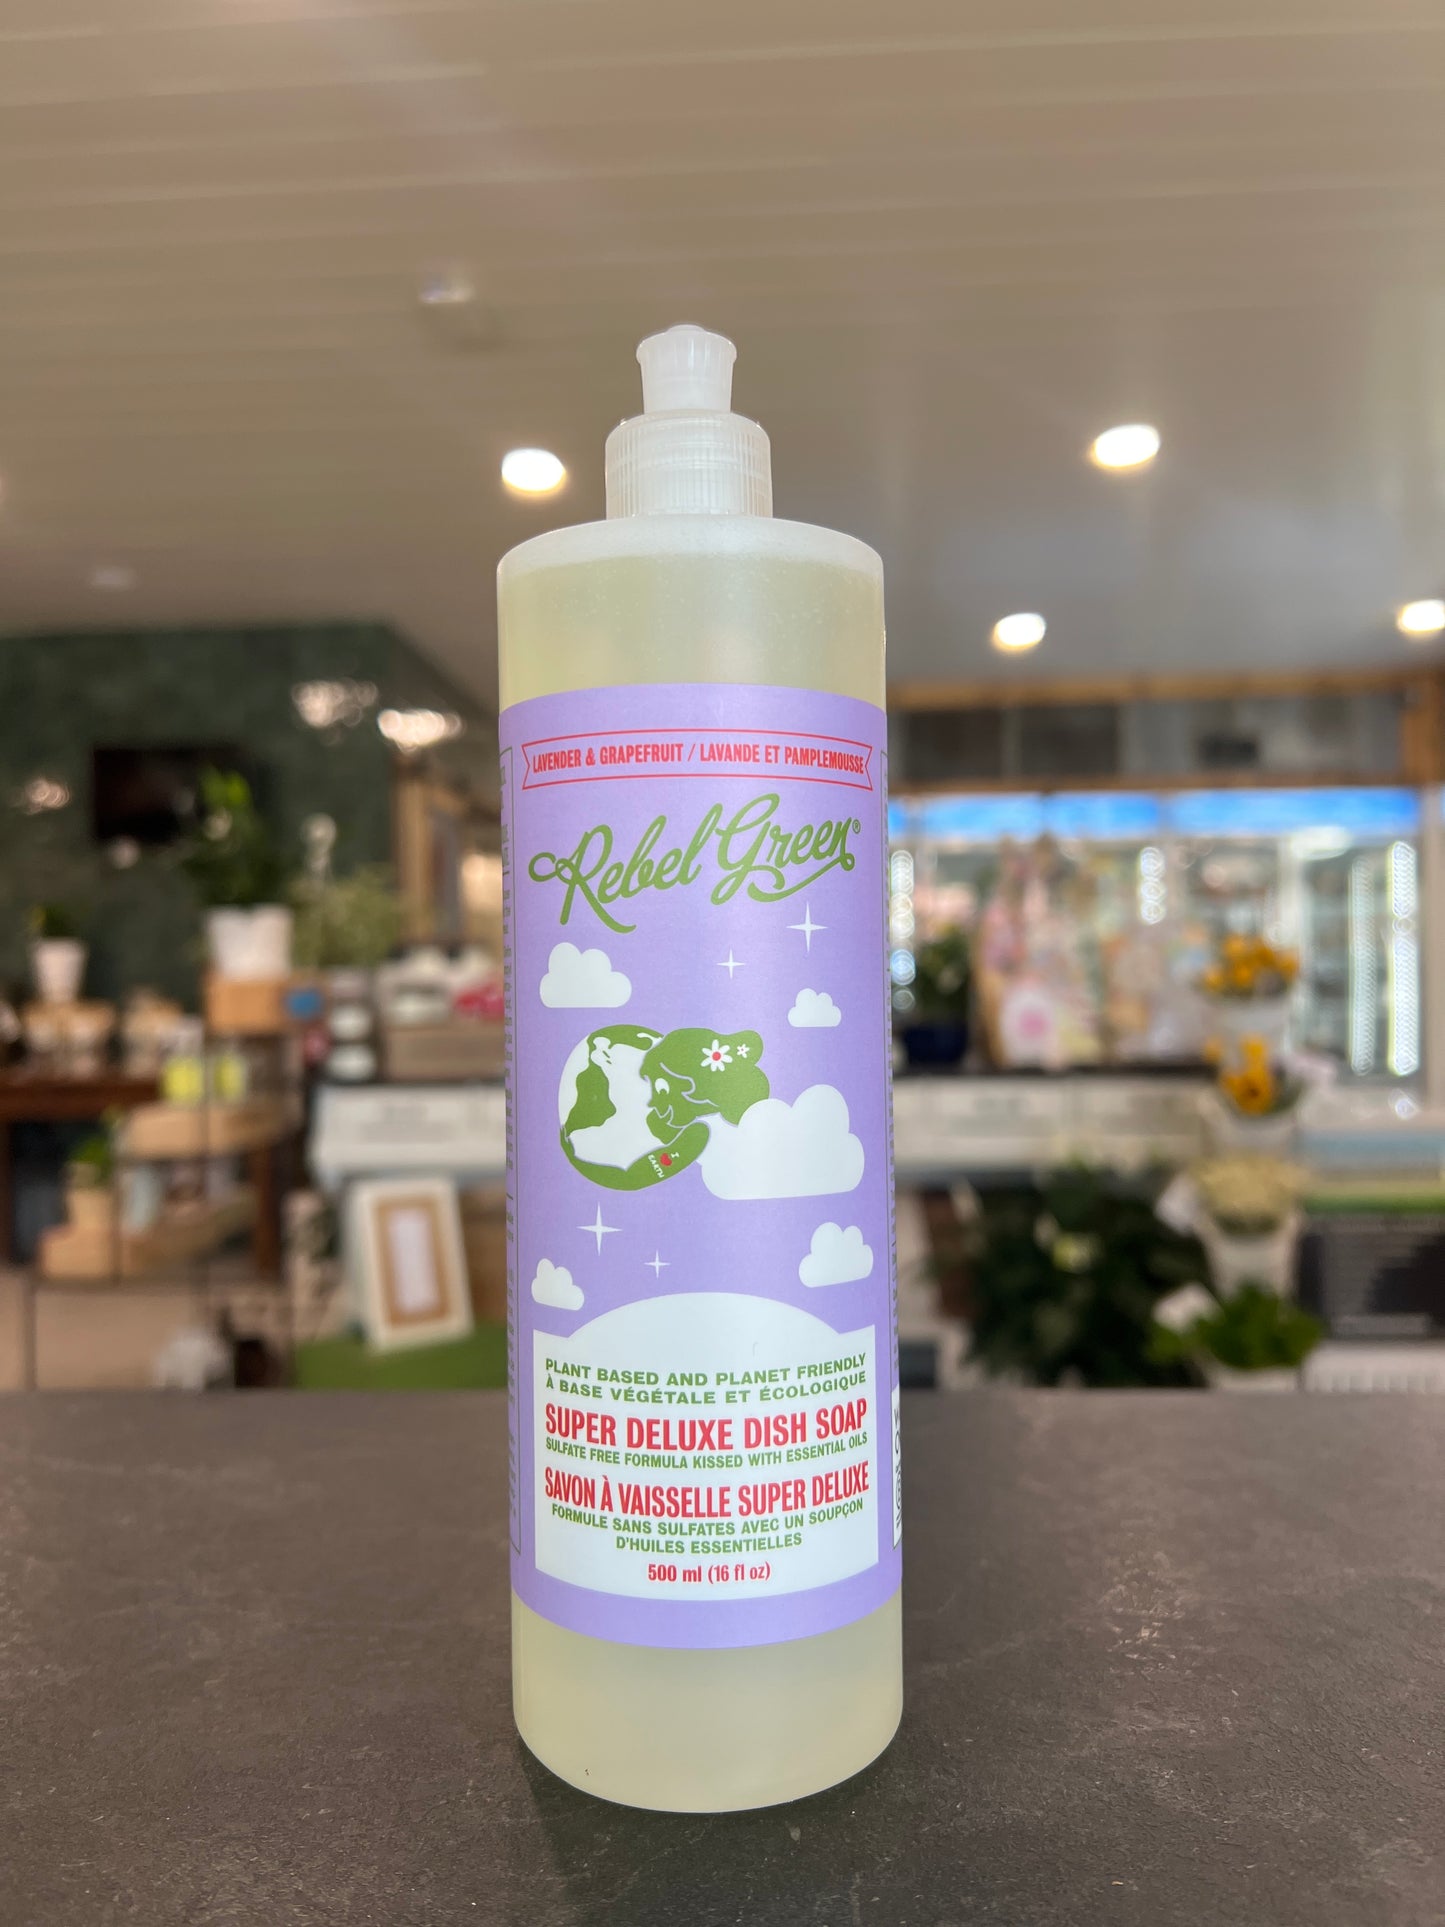 LAVENDER & GRAPEFRUIT / LAVANDE ET PAMPLEMOUSSE
Rebel Green®
I
EARTH
PLANT BASED AND PLANET FRIENDLY
À BASE VÉGÉTALE ET ÉCOLOGIQUE
SUPER DELUXE DISH SOAP
SULFATE FREE FORMULA KISSED WITH ESSENTIAL OILS
SAVON À VAISSELLE SUPER DELUXE
FORMULE SANS SULFATES AVEC UN SOUPÇON
D'HUILES ESSENTIELLES
500 ml (16 fl oz)